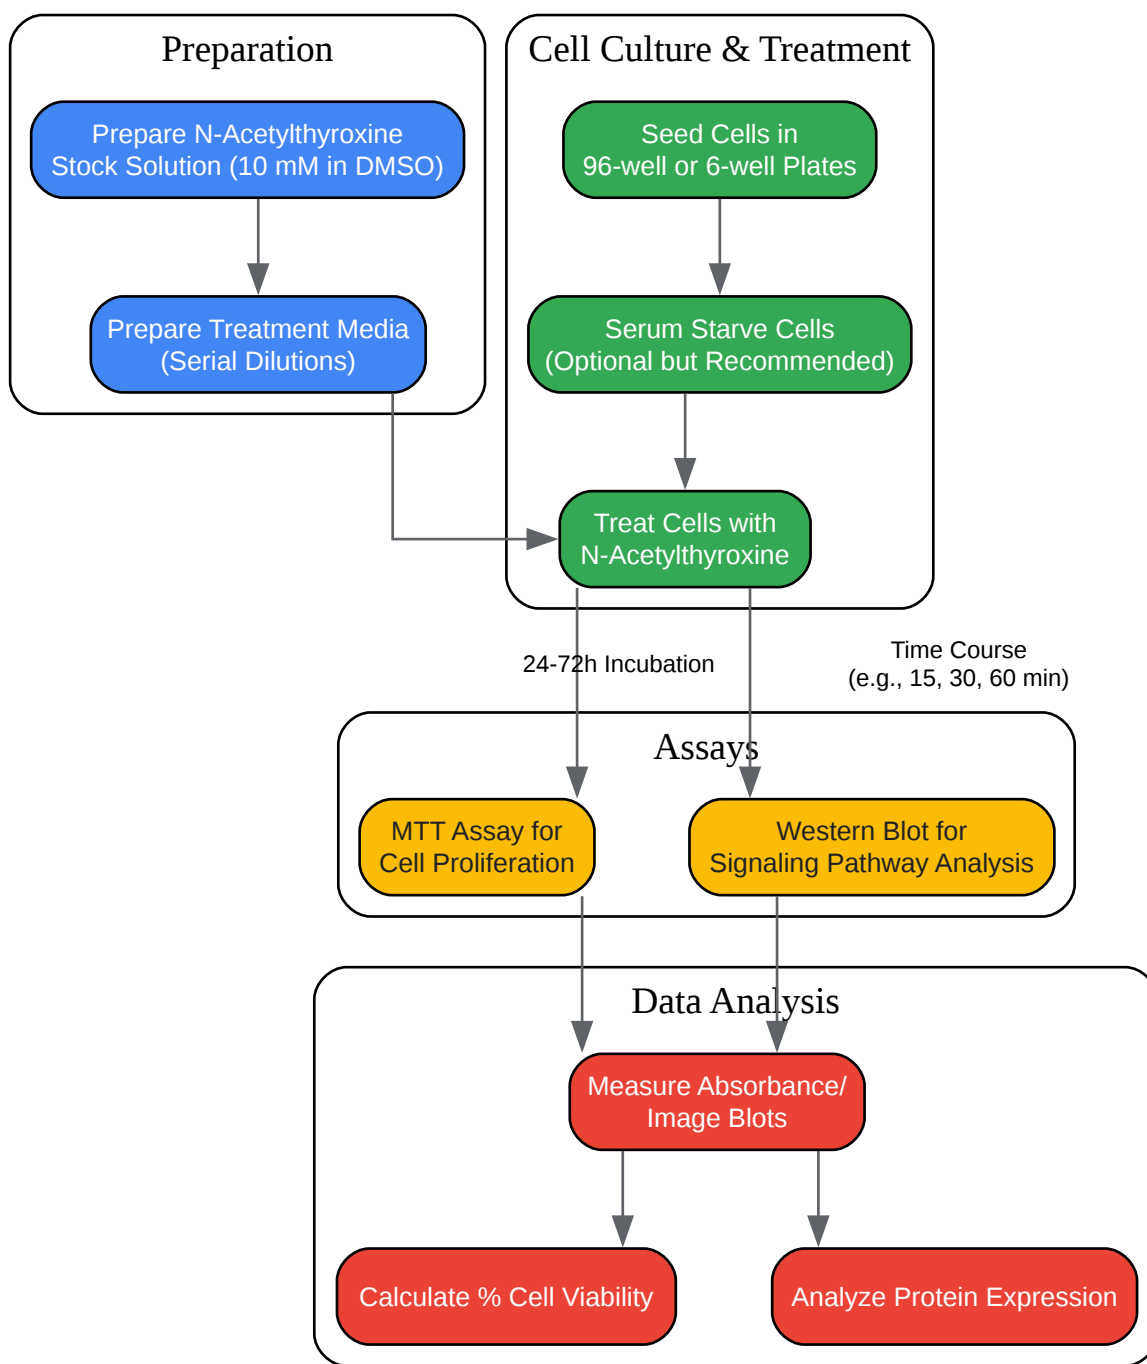 Preparation
Prepare N-Acetylthyroxine
Stock Solution (10 mM in DMSO)
Prepare Treatment Media
(Serial Dilutions)
Cell Culture & Treatment
Seed Cells in
96-well or 6-well Plates
Serum Starve Cells
(Optional but Recommended)
Treat Cells with
N-Acetylthyroxine
24-72h Incubation
Time Course
(e.g., 15, 30, 60 min)
Assays
MTT Assay for
Cell Proliferation
Western Blot for
Signaling Pathway Analysis
Data Analysis
Measure Absorbance/
Image Blots
Calculate % Cell Viability
Analyze Protein Expression